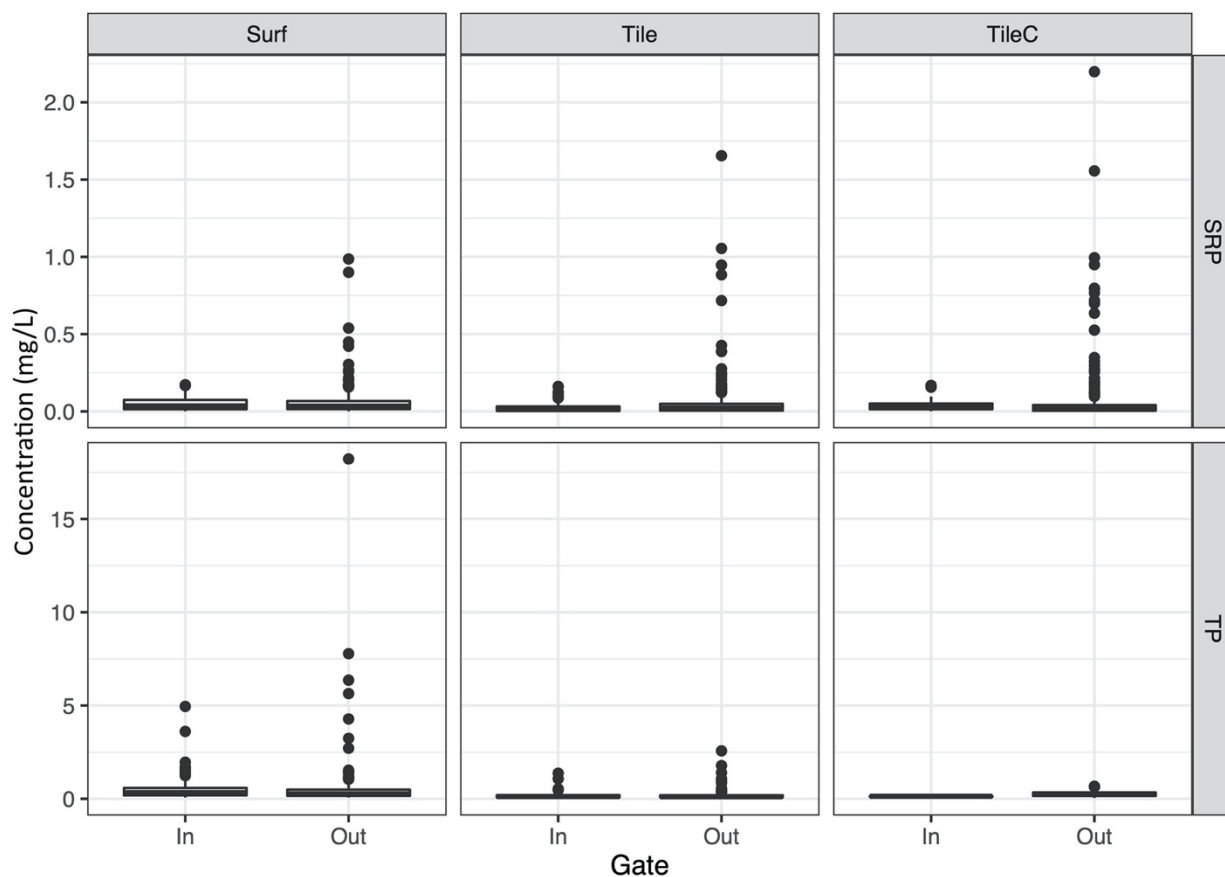 Surf Tile TileC
2.0
1.5
1.0
0.5
0.0
SRP
Concentration (mg/L)
15
10
5
0
TP
In Out In Out In Out
Gate